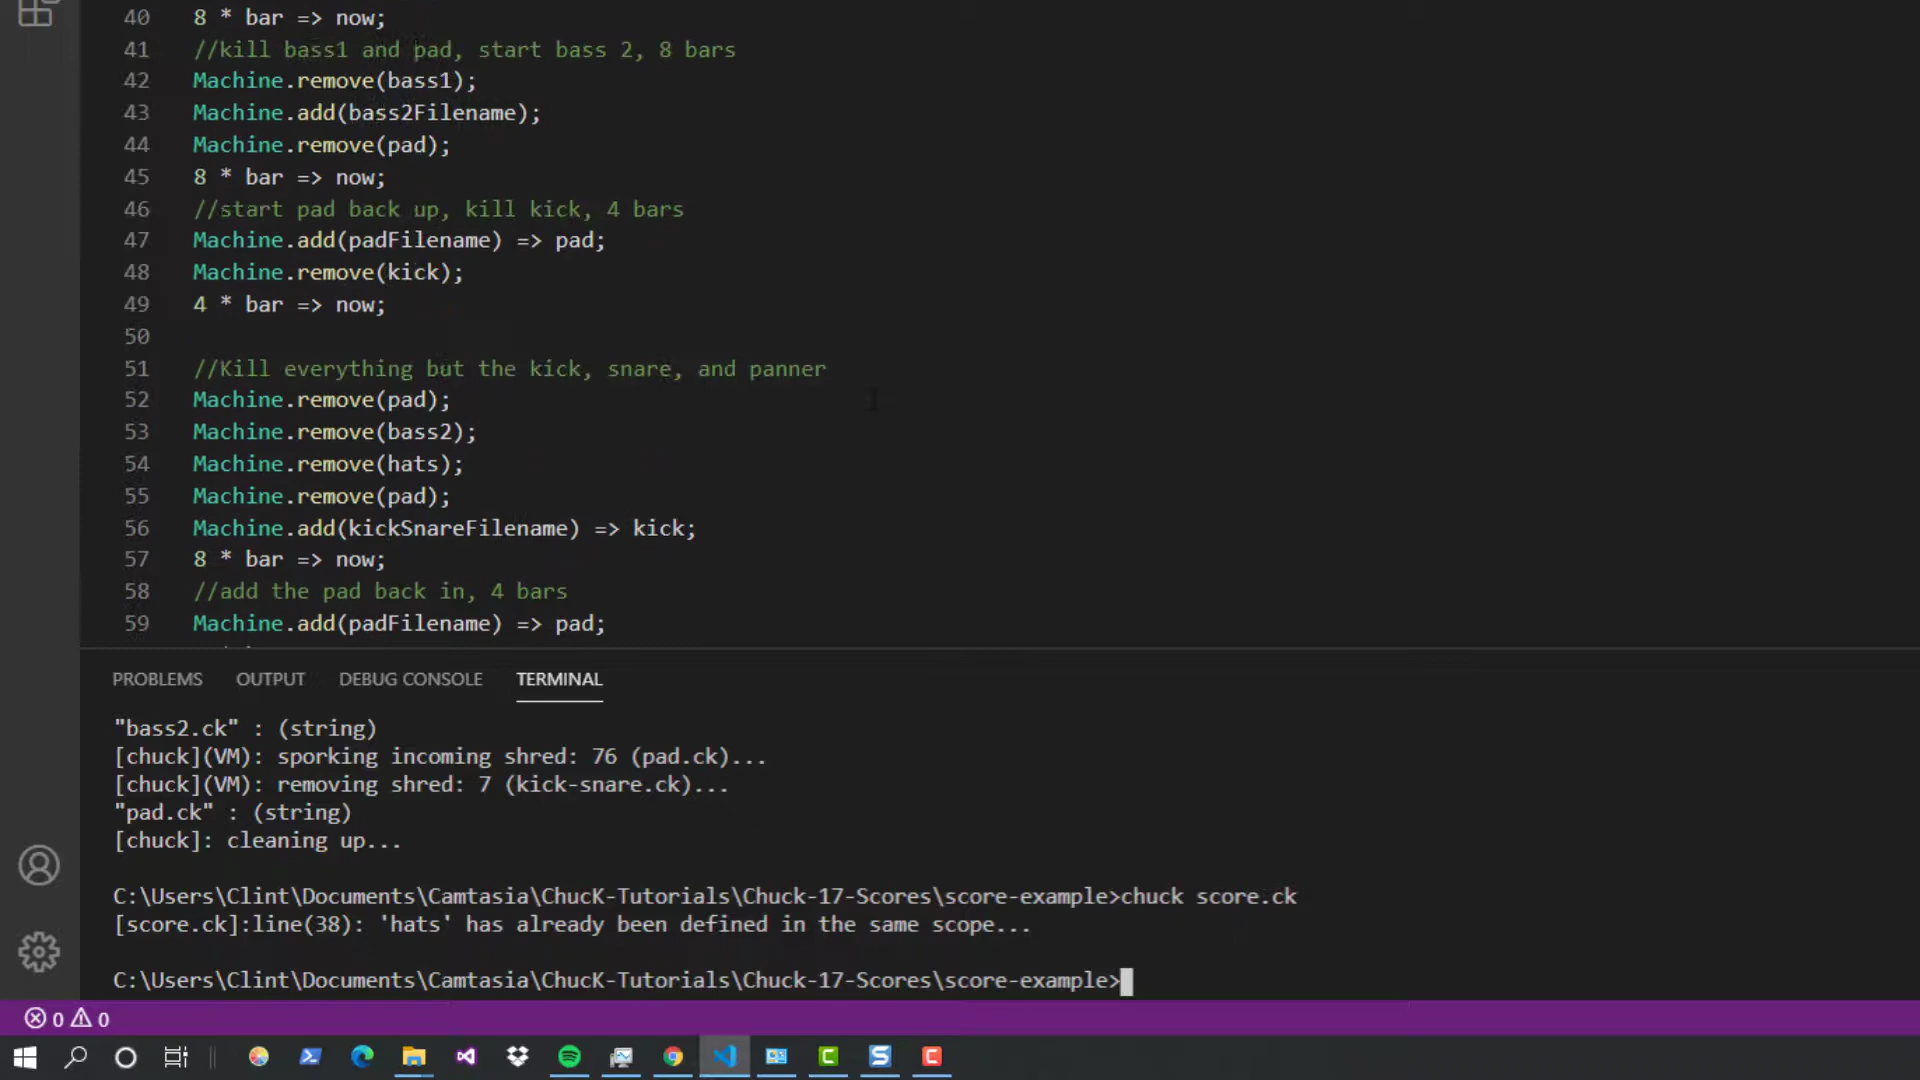 40 8 * bar => now;
41 //kill bass1 and pad, start bass 2, 8 bars
42 Machine.remove(bass1);
43 Machine.add(bass2Filename);
44 Machine.remove(pad);
45 8 * bar => now;
46 //start pad back up, kill kick, 4 bars
47 Machine.add(padFilename) => pad;
48 Machine.remove(kick);
49 4 * bar => now;
50
51 //Kill everything but the kick, snare, and panner
52 Machine.remove(pad);
53 Machine.remove(bass2);
54 Machine.remove(hats);
55 Machine.remove(pad);
56 Machine.add(kickSnareFilename) => kick;
57 8 * bar => now;
58 //add the pad back in, 4 bars
59 Machine.add(padFilename) => pad;
PROBLEMS OUTPUT DEBUG CONSOLE TERMINAL
"bass2.ck" : (string)
[chuck](VM): sporking incoming shred: 76 (pad.ck)...
[chuck](VM): removing shred: 7 (kick-snare.ck)...
"pad.ck" : (string)
[chuck]: cleaning up...
C:\Users\Clint\Documents\Camtasia\ChucK-Tutorials\Chuck-17-Scores\score-example>chuck score.ck
[score.ck]:line(38): 'hats' has already been defined in the same scope...
C:\Users\Clint\Documents\Camtasia\ChucK-Tutorials\Chuck-17-Scores\score-example>
0 0